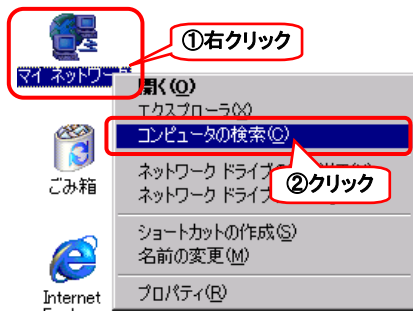 ①右クリック
マイ ネットワーク
開く(O)
エクスプローラ(X)
コンピュータの検索(C)
ネットワーク ドライブ
②クリック
ネットワーク ドライブ
ごみ箱
ショートカットの作成(S)
名前の変更(M)
Internet
プロパティ(R)